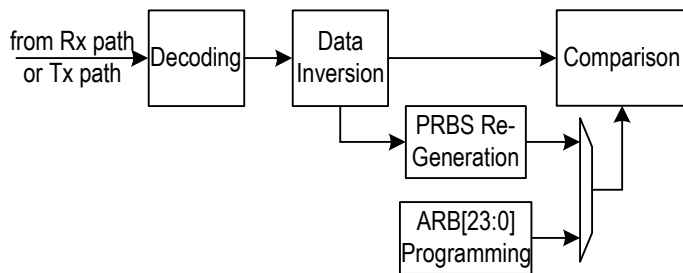 from Rx path
or Tx path
Decoding
Data
Inversion
Comparison
PRBS Re-
Generation
ARB[23:0]
Programming